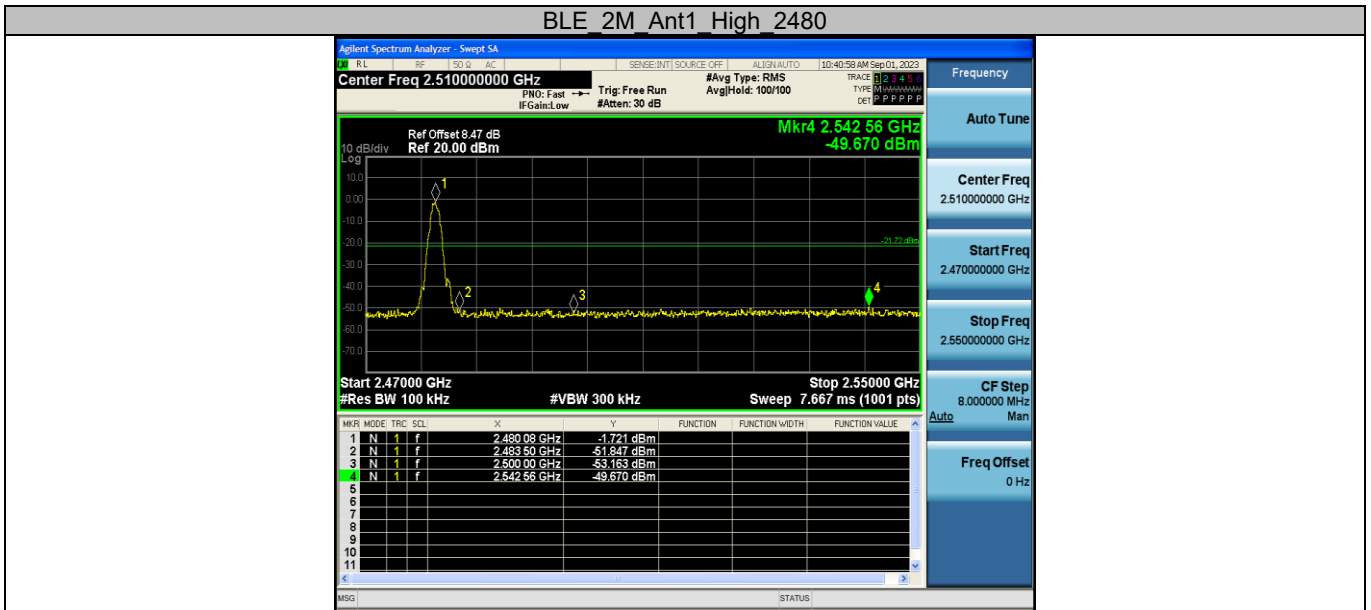 BLE_2M_Ant1_High_2480
Agilent Spectrum Analyzer - Swept SA
RL RF 50 Ω AC SENSE:INT SOURCE OFF ALIGN AUTO 10:40:58 AM Sep 01, 2023
Center Freq 2.510000000 GHz
PNO: Fast
IFGain:Low
Trig: Free Run
#Atten: 30 dB
#Avg Type: RMS
Avg|Hold: 100/100
TRACE 1 2 3 4 5 6
TYPE M
DET P P P P P P
Ref Offset 8.47 dB
Ref 20.00 dBm
10 dB/div
Log
Mkr4 2.542 56 GHz
-49.670 dBm
10.0
0.00
-10.0
-20.0
-30.0
-40.0
-50.0
-60.0
-70.0
1
2
3
4
-21.72 dBm
Start 2.47000 GHz
Stop 2.55000 GHz
#Res BW 100 kHz
#VBW 300 kHz
Sweep 7.667 ms (1001 pts)
MKR MODE TRC SCL X Y FUNCTION FUNCTION WIDTH FUNCTION VALUE
1 N 1 f 2.480 08 GHz -1.721 dBm
2 N 1 f 2.483 50 GHz -51.847 dBm
3 N 1 f 2.500 00 GHz -53.163 dBm
4 N 1 f 2.542 56 GHz -49.670 dBm
5
6
7
8
9
10
11
MSG
STATUS
Frequency
Auto Tune
Center Freq
2.510000000 GHz
Start Freq
2.470000000 GHz
Stop Freq
2.550000000 GHz
CF Step
8.000000 MHz
Auto Man
Freq Offset
0 Hz